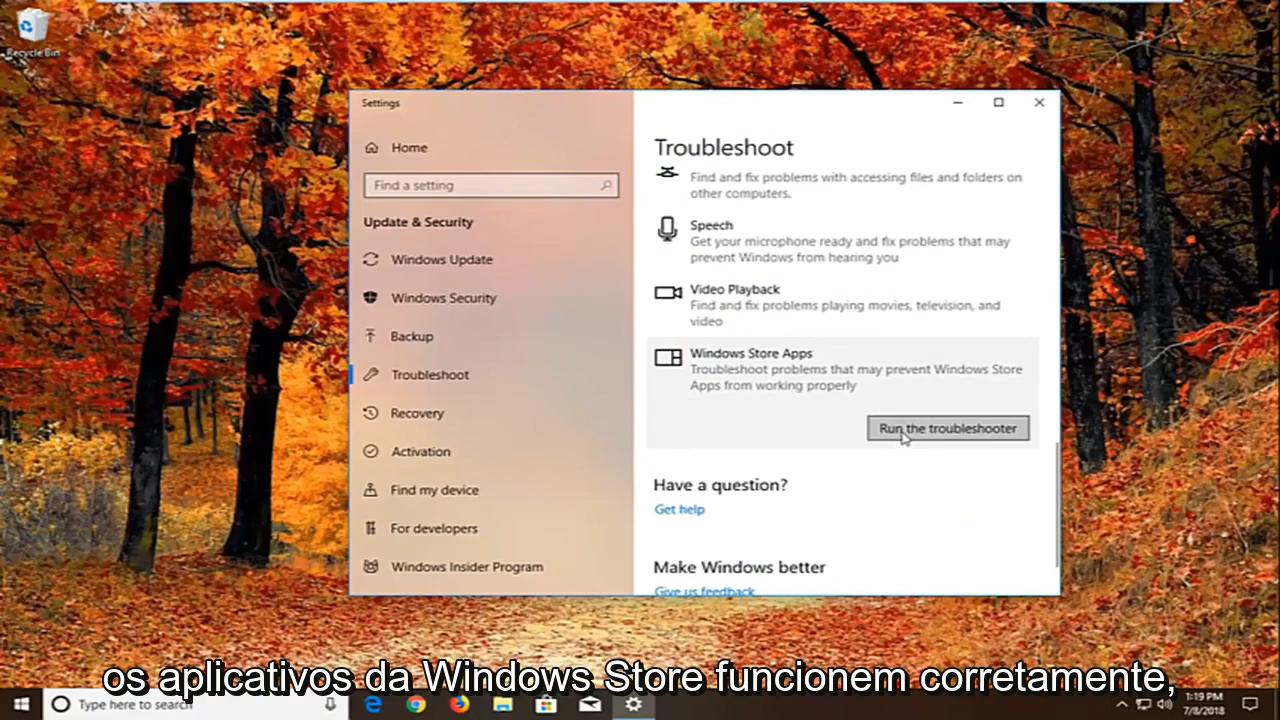 Recycle Bin
Settings
Home
Find a setting
Update & Security
Windows Update
Windows Security
Backup
Troubleshoot
Recovery
Activation
Find my device
For developers
Windows Insider Program
Troubleshoot
Find and fix problems with accessing files and folders on
other computers.
Speech
Get your microphone ready and fix problems that may
prevent Windows from hearing you
Video Playback
Find and fix problems playing movies, television, and
video
Windows Store Apps
Troubleshoot problems that may prevent Windows Store
Apps from working properly
Run the troubleshooter
Have a question?
Get help
Make Windows better
Give us feedback
os aplicativos da Windows Store funcionem corretamente,
Type here to search
1:19 PM
7/8/2018